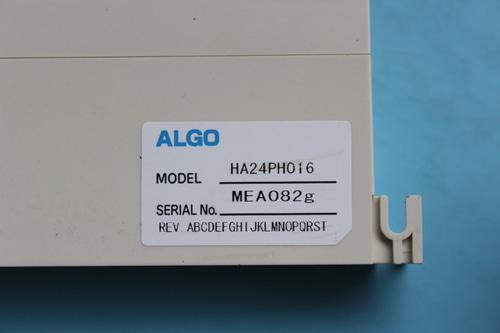 ALGO
MODEL HA24PH016
SERIAL No. MEA082g
REV. ABCDEFGHIJKLMNOPQRST